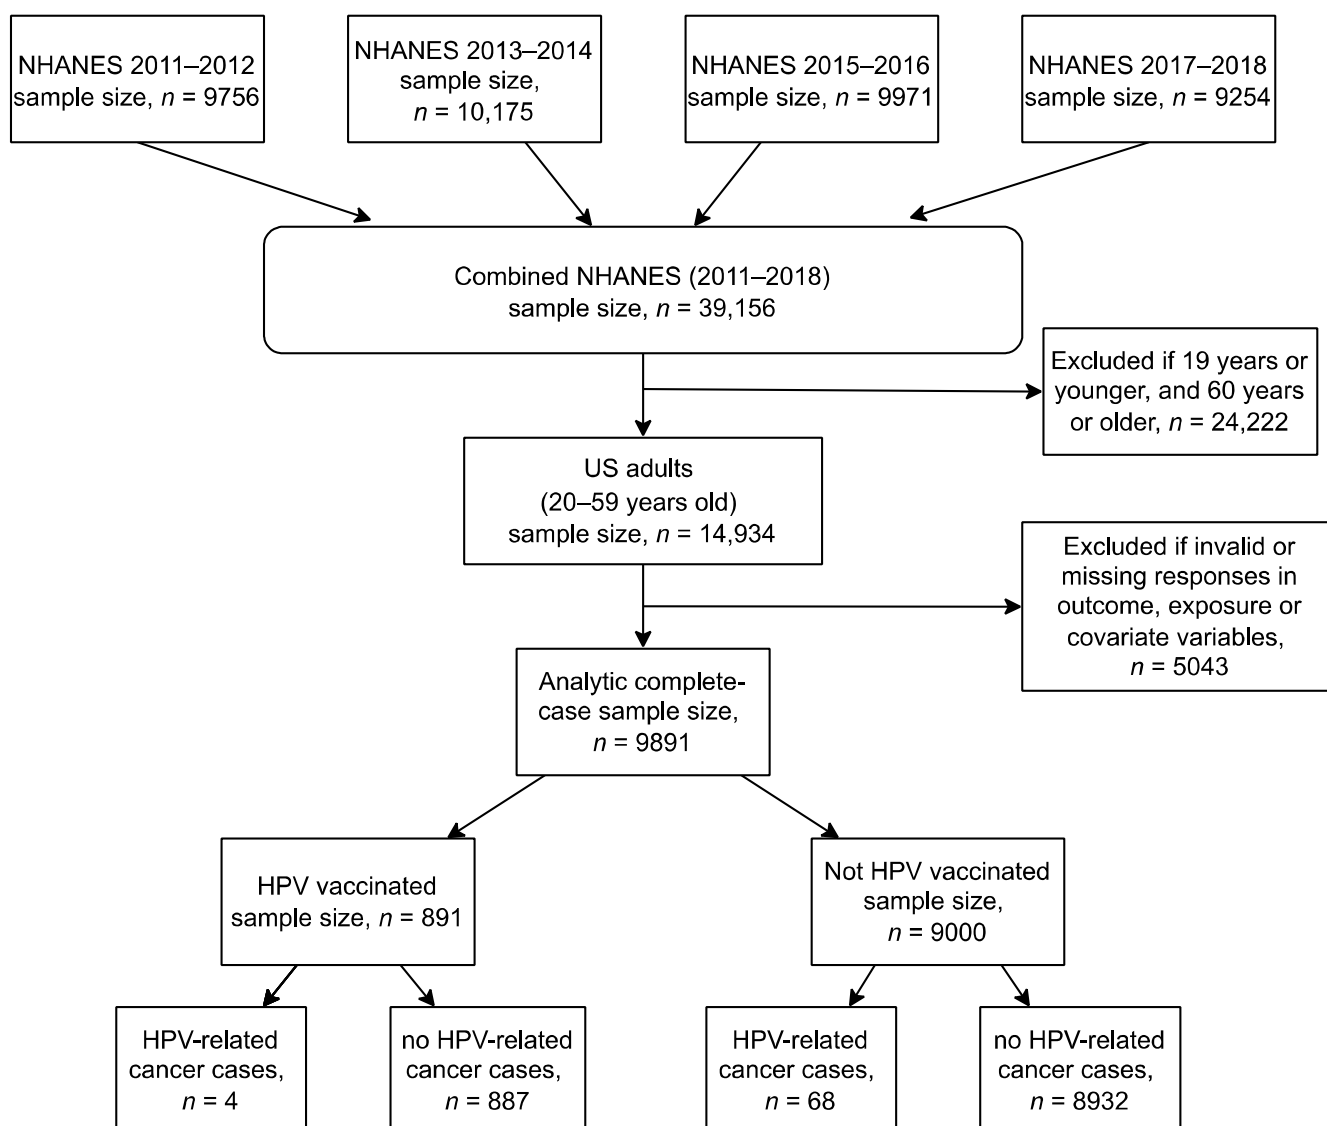 NHANES 2011–2012
sample size, n = 9756
NHANES 2013–2014
sample size,
n = 10,175
NHANES 2015–2016
sample size, n = 9971
NHANES 2017–2018
sample size, n = 9254
Combined NHANES (2011–2018)
sample size, n = 39,156
Excluded if 19 years or
younger, and 60 years
or older, n = 24,222
US adults
(20–59 years old)
sample size, n = 14,934
Excluded if invalid or
missing responses in
outcome, exposure or
covariate variables,
n = 5043
Analytic complete-
case sample size,
n = 9891
HPV vaccinated
sample size, n = 891
Not HPV vaccinated
sample size,
n = 9000
HPV-related
cancer cases,
n = 4
no HPV-related
cancer cases,
n = 887
HPV-related
cancer cases,
n = 68
no HPV-related
cancer cases,
n = 8932